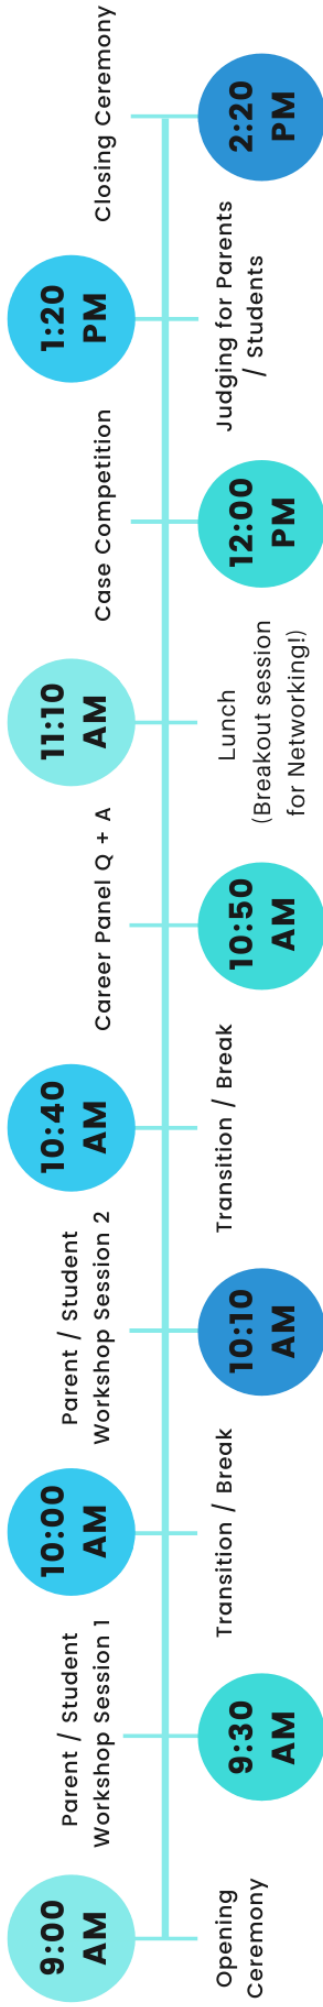 9:00
AM
Opening
Ceremony
Parent / Student
Workshop Session 1
9:30
AM
10:00
AM
Transition / Break
Parent / Student
Workshop Session 2
10:10
AM
10:40
AM
Transition / Break
Career Panel Q + A
10:50
AM
11:10
AM
Lunch
(Breakout session
for Networking!)
Case Competition
12:00
PM
1:20
PM
Judging for Parents
/ Students
Closing Ceremony
2:20
PM